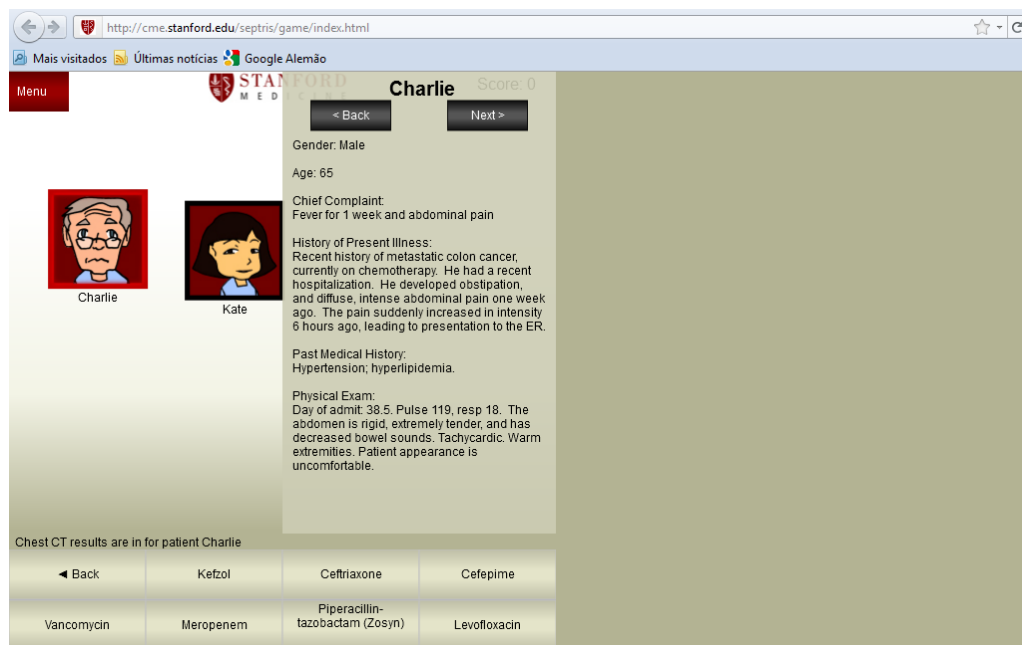 http://cme.stanford.edu/septris/game/index.html
Mais visitados Últimas notícias Google Alemão
Menu
STANFORD
MEDICINE
Charlie
Score: 0
< Back
Next >
Gender: Male
Age: 65
Chief Complaint:
Fever for 1 week and abdominal pain
History of Present Illness:
Recent history of metastatic colon cancer,
currently on chemotherapy. He had a recent
hospitalization. He developed obstipation,
and diffuse, intense abdominal pain one week
ago. The pain suddenly increased in intensity
6 hours ago, leading to presentation to the ER.
Past Medical History:
Hypertension; hyperlipidemia.
Physical Exam:
Day of admit: 38.5. Pulse 119, resp 18. The
abdomen is rigid, extremely tender, and has
decreased bowel sounds. Tachycardic. Warm
extremities. Patient appearance is
uncomfortable.
Charlie
Kate
Chest CT results are in for patient Charlie
◄ Back
Kefzol
Ceftriaxone
Cefepime
Vancomycin
Meropenem
Piperacillin-
tazobactam (Zosyn)
Levofloxacin